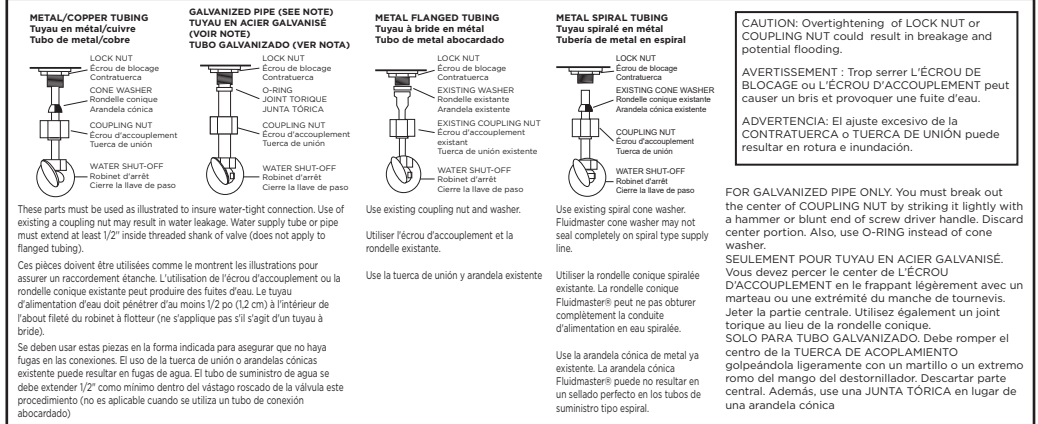 METAL/COPPER TUBING
Tuyau en métal/cuivre
Tubo de metal/cobre
LOCK NUT
Écrou de blocage
Contratuerca
CONE WASHER
Rondelle conique
Arandela cónica
COUPLING NUT
Écrou d'accouplement
Tuerca de unión
WATER SHUT-OFF
Robinet d'arrêt
Cierre la llave de paso
GALVANIZED PIPE (SEE NOTE)
TUYAU EN ACIER GALVANISÉ
(VOIR NOTE)
TUBO GALVANIZADO (VER NOTA)
LOCK NUT
Écrou de blocage
Contratuerca
O-RING
JOINT TORIQUE
JUNTA TÓRICA
COUPLING NUT
Écrou d'accouplement
Tuerca de unión
WATER SHUT-OFF
Robinet d'arrêt
Cierre la llave de paso
These parts must be used as illustrated to insure water-tight connection. Use of
existing a coupling nut may result in water leakage. Water supply tube or pipe
must extend at least 1/2" inside threaded shank of valve (does not apply to
flanged tubing).
Ces pièces doivent être utilisées comme le montrent les illustrations pour
assurer un raccordement étanche. L'utilisation de l'écrou d'accouplement ou la
rondelle conique existante peut produire des fuites d'eau. Le tuyau
d'alimentation d'eau doit pénétrer d'au moins 1/2 po (1,2 cm) à l'intérieur de
l'about fileté du robinet à flotteur (ne s'applique pas s'il s'agit d'un tuyau à
bride).
Se deben usar estas piezas en la forma indicada para asegurar que no haya
fugas en las conexiones. El uso de la tuerca de unión o arandelas cónicas
existente puede resultar en fugas de agua. El tubo de suministro de agua se
debe extender 1/2" como mínimo dentro del vástago roscado de la válvula este
procedimiento (no es aplicable cuando se utiliza un tubo de conexión
abocardado)
METAL FLANGED TUBING
Tuyau à bride en métal
Tubo de metal abocardado
LOCK NUT
Écrou de blocage
Contratuerca
EXISTING WASHER
Rondelle existante
Arandela existente
EXISTING COUPLING NUT
Écrou d'accouplement
existant
Tuerca de unión existente
WATER SHUT-OFF
Robinet d'arrêt
Cierre la llave de paso
Use existing coupling nut and washer.
Utiliser l'écrou d'accouplement et la
rondelle existante.
Use la tuerca de unión y arandela existente
METAL SPIRAL TUBING
Tuyau spiralé en métal
Tubería de metal en espiral
LOCK NUT
Écrou de blocage
Contratuerca
EXISTING CONE WASHER
Rondelle conique existante
Arandela cónica existente
COUPLING NUT
Écrou d'accouplement
Tuerca de unión
WATER SHUT-OFF
Robinet d'arrêt
Cierre la llave de paso
Use existing spiral cone washer.
Fluidmaster cone washer may not
seal completely on spiral type supply
line.
Utiliser la rondelle conique spiralée
existante. La rondelle conique
Fluidmaster® peut ne pas obturer
complètement la conduite
d'alimentation en eau spiralée.
Use la arandela cónica de metal ya
existente. La arandela cónica
Fluidmaster® puede no resultar en
un sellado perfecto en los tubos de
suministro tipo espiral.
CAUTION: Overtightening of LOCK NUT or
COUPLING NUT could result in breakage and
potential flooding.
AVERTISSEMENT : Trop serrer L'ÉCROU DE
BLOCAGE ou L'ÉCROU D'ACCOUPLEMENT peut
causer un bris et provoquer une fuite d'eau.
ADVERTENCIA: El ajuste excesivo de la
CONTRATUERCA o TUERCA DE UNIÓN puede
resultar en rotura e inundación.
FOR GALVANIZED PIPE ONLY. You must break out
the center of COUPLING NUT by striking it lightly with
a hammer or blunt end of screw driver handle. Discard
center portion. Also, use O-RING instead of cone
washer.
SEULEMENT POUR TUYAU EN ACIER GALVANISÉ.
Vous devez percer le center de L'ÉCROU
D'ACCOUPLEMENT en le frappant légèrement avec un
marteau ou une extrémité du manche de tournevis.
Jeter la partie centrale. Utilisez également un joint
torique au lieu de la rondelle conique.
SOLO PARA TUBO GALVANIZADO. Debe romper el
centro de la TUERCA DE ACOPLAMIENTO
golpeándola ligeramente con un martillo o un extremo
romo del mango del destornillador. Descartar parte
central. Además, use una JUNTA TÓRICA en lugar de
una arandela cónica